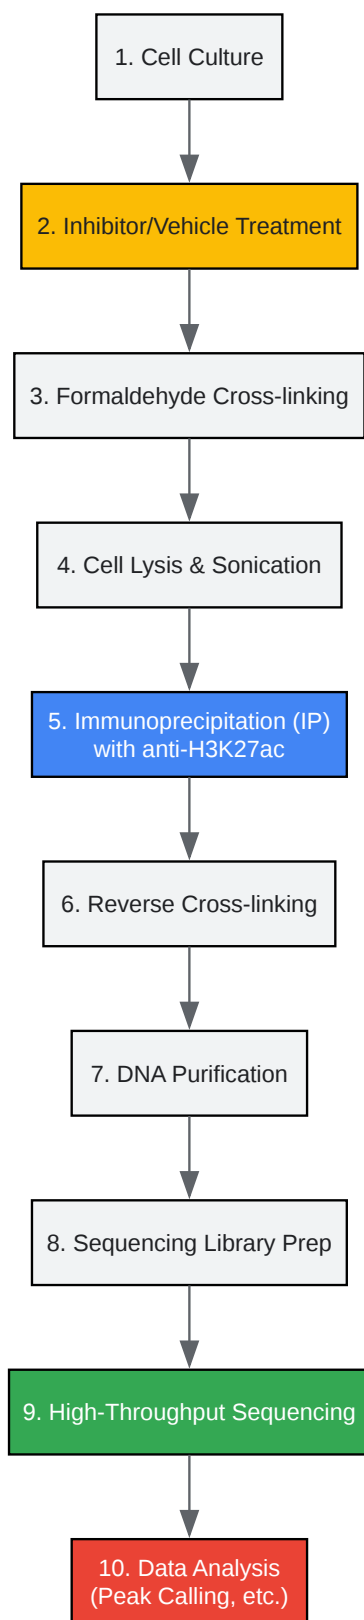 1. Cell Culture
2. Inhibitor/Vehicle Treatment
3. Formaldehyde Cross-linking
4. Cell Lysis & Sonication
5. Immunoprecipitation (IP)
with anti-H3K27ac
6. Reverse Cross-linking
7. DNA Purification
8. Sequencing Library Prep
9. High-Throughput Sequencing
10. Data Analysis
(Peak Calling, etc.)